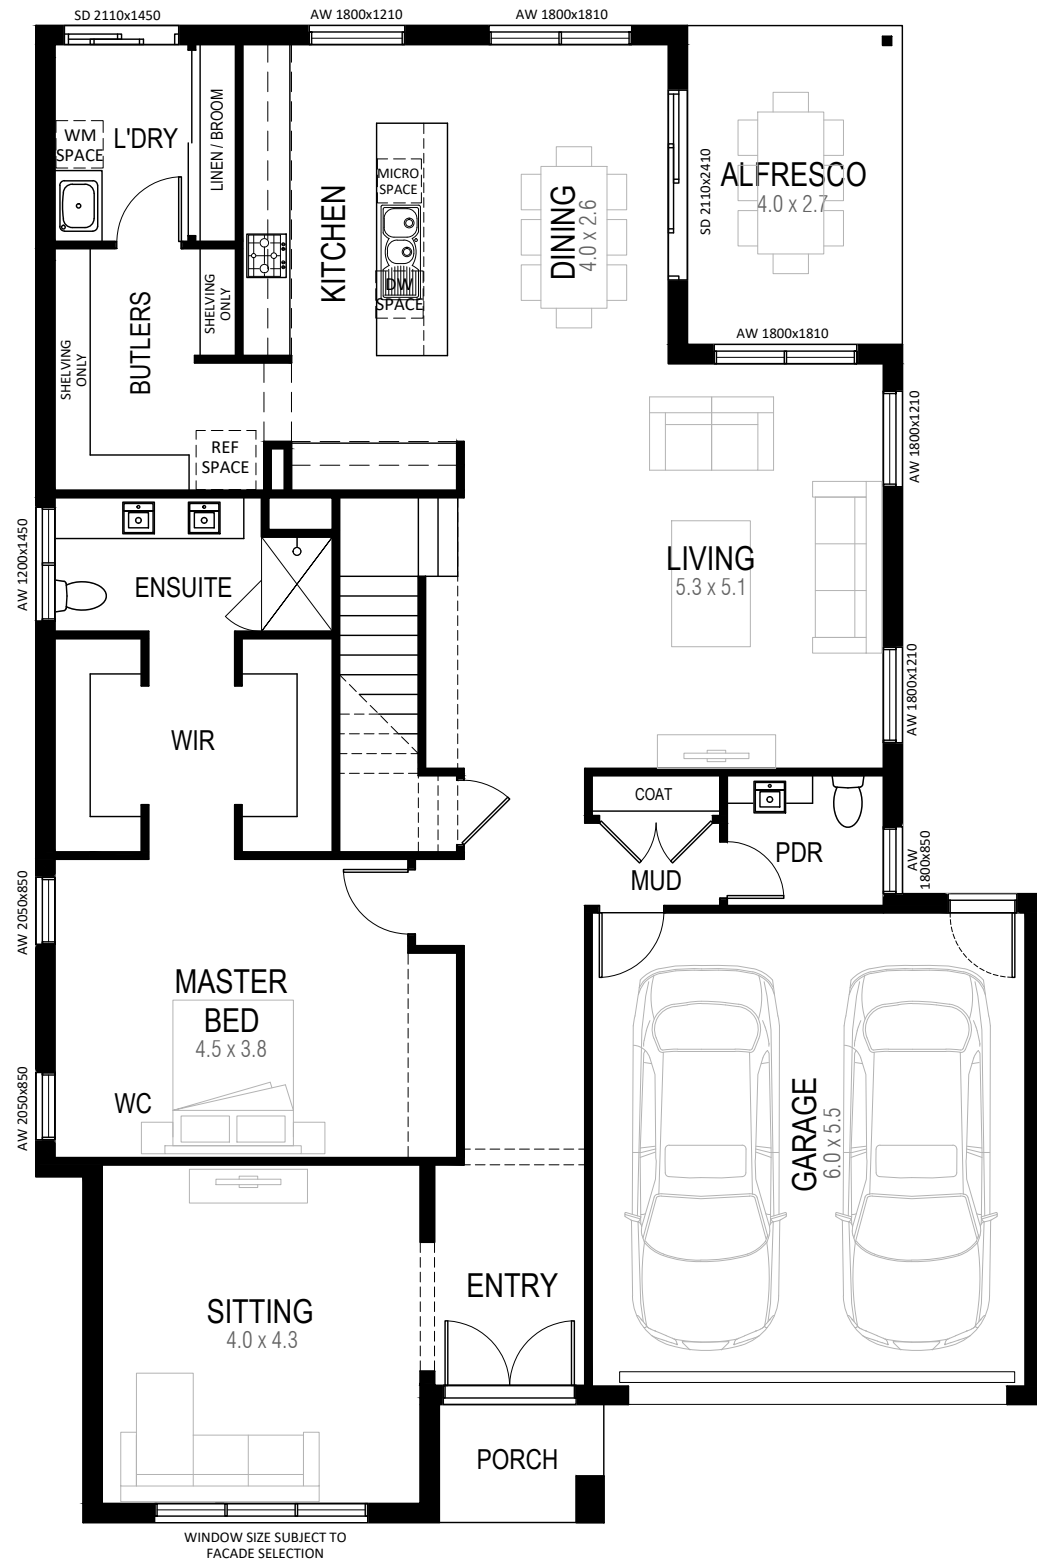 SD 2110x1450
AW 1800x1210
AW 1800x1810
WM
SPACE
L'DRY
LINEN / BROOM
KITCHEN
MICRO
SPACE
DW
SPACE
DINING
4.0 x 2.6
SD 2110x2410
ALFRESCO
4.0 x 2.7
AW 1800x1810
SHELVING
ONLY
BUTLERS
SHELVING
ONLY
REF
SPACE
AW 1800x1210
AW 1200x1450
ENSUITE
LIVING
5.3 x 5.1
AW 1800x1210
WIR
COAT
MUD
PDR
AW
1800x850
AW 2050x850
MASTER
BED
4.5 x 3.8
WC
AW 2050x850
GARAGE
6.0 x 5.5
SITTING
4.0 x 4.3
ENTRY
PORCH
WINDOW SIZE SUBJECT TO
FACADE SELECTION